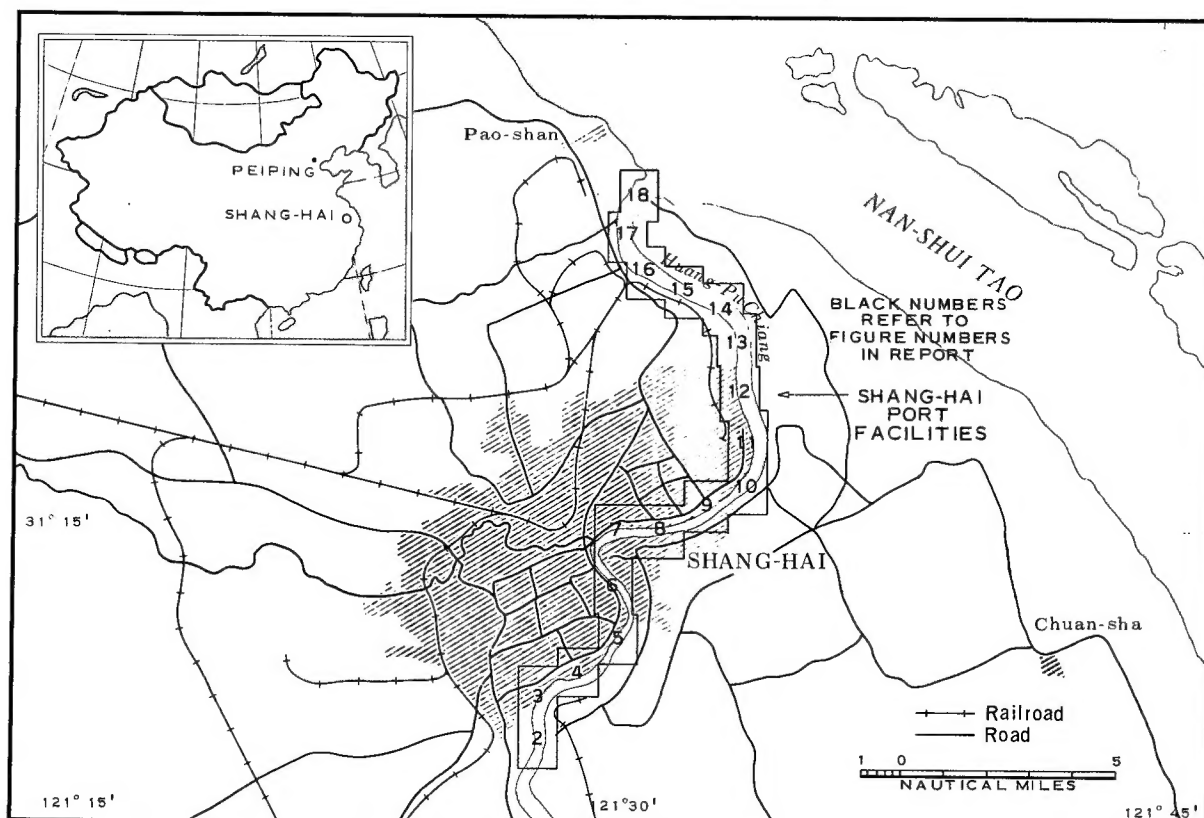 PEIPING
SHANG-HAI
Pao-shan
NAN-SHUI TAO
18
17
16
Huang-Pu Chiang
15
14
13
12
11
10
9
8
7
6
5
4
3
2
BLACK NUMBERS
REFER TO
FIGURE NUMBERS
IN REPORT
SHANG-HAI
PORT
FACILITIES
31° 15'
SHANG-HAI
Chuan-sha
Railroad
Road
1 0 5
NAUTICAL MILES
121° 15'
121° 30'
121° 45'